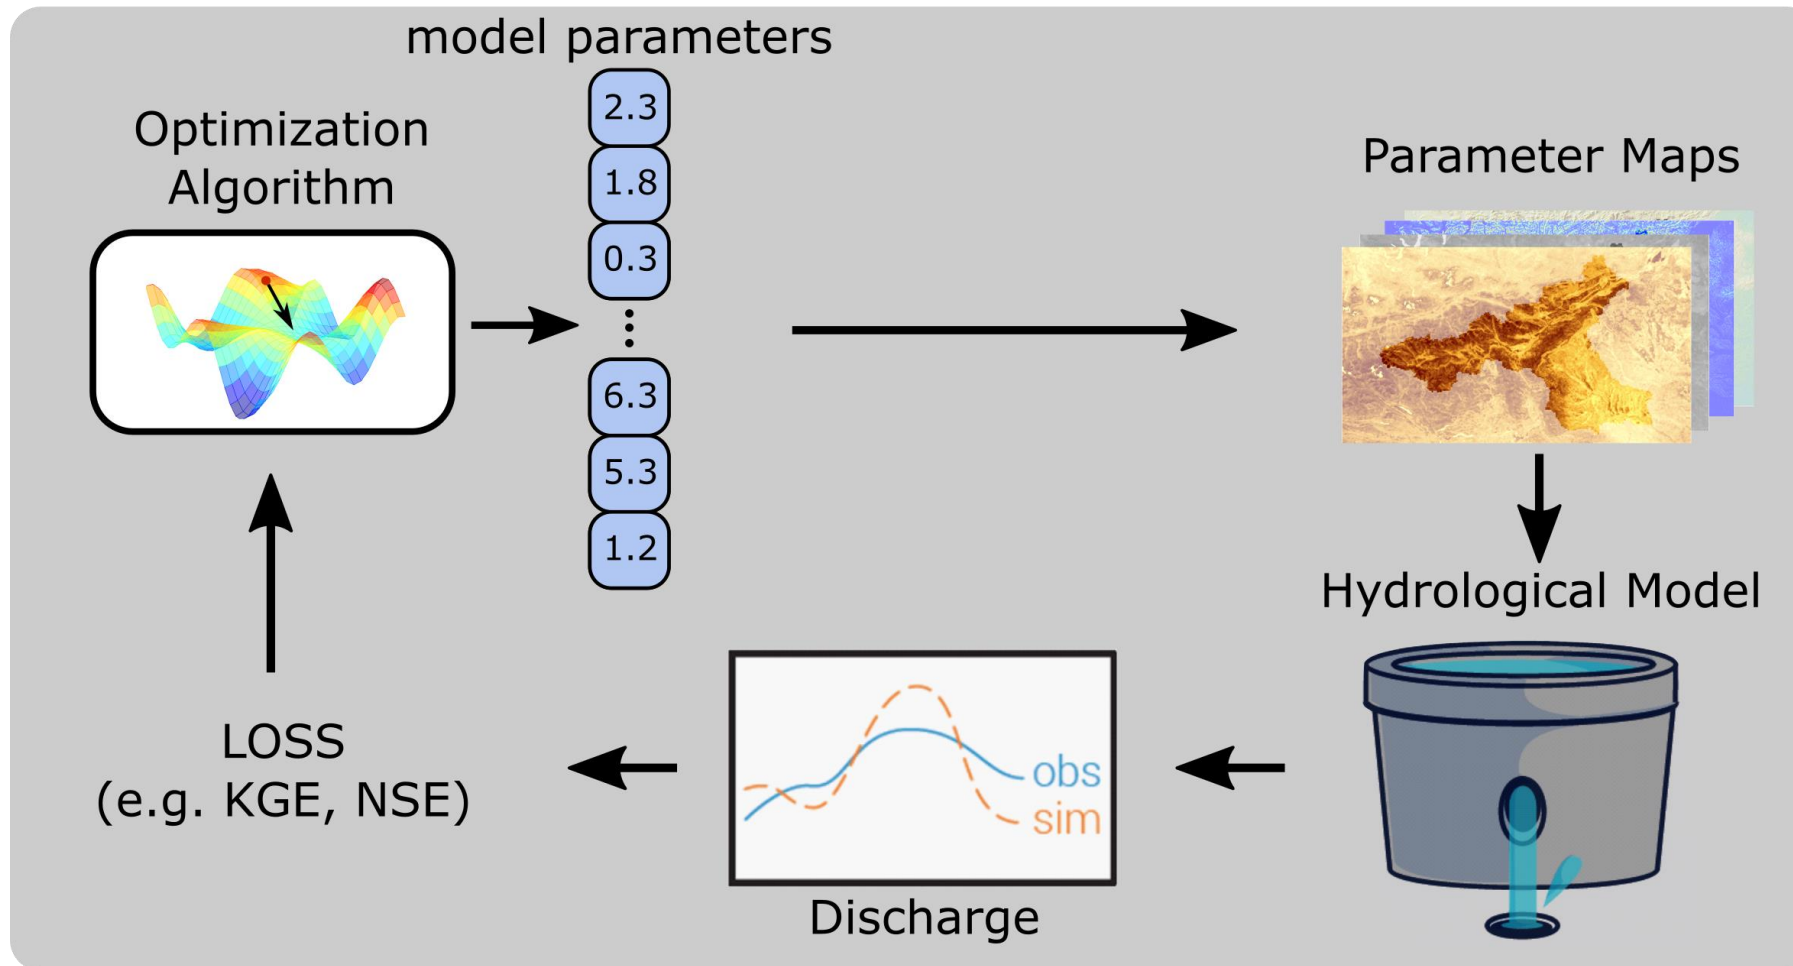 model parameters
Optimization
Algorithm
2.3
1.8
0.3
6.3
5.3
1.2
Parameter Maps
Hydrological Model
obs
sim
Discharge
LOSS
(e.g. KGE, NSE)